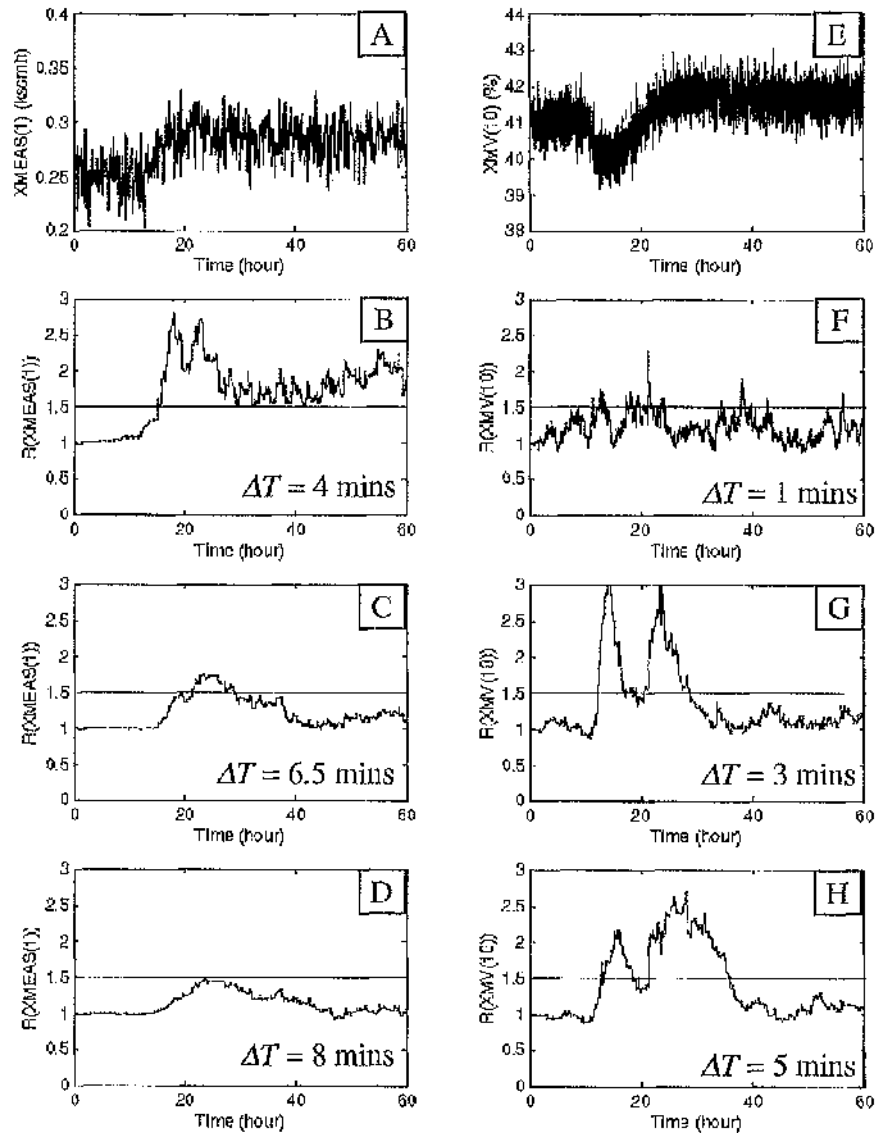 A
XMEAS(1) (kscmh)
0.4
0.35
0.3
0.25
0.2
0 20 40 60
Time (hour)
E
XMV(10) (%)
44
43
42
41
40
39
38
0 10 20 30 40 50 60
Time (hour)
B
R(XMEAS(1))
3
2.5
2
1.5
1
0.5
0
ΔT = 4 mins
0 20 40 60
Time (hour)
F
R(XMV(10))
3
2.5
2
1.5
1
0.5
0
ΔT = 1 mins
0 20 40 60
Time (hour)
C
R(XMEAS(1))
3
2.5
2
1.5
1
0.5
0
ΔT = 6.5 mins
0 20 40 60
Time (hour)
G
R(XMV(10))
3
2.5
2
1.5
1
0.5
0
ΔT = 3 mins
0 20 40 60
Time (hour)
D
R(XMEAS(1))
3
2.5
2
1.5
1
0.5
0
ΔT = 8 mins
0 20 40 60
Time (hour)
H
R(XMV(10))
3
2.5
2
1.5
1
0.5
0
ΔT = 5 mins
0 20 40 60
Time (hour)